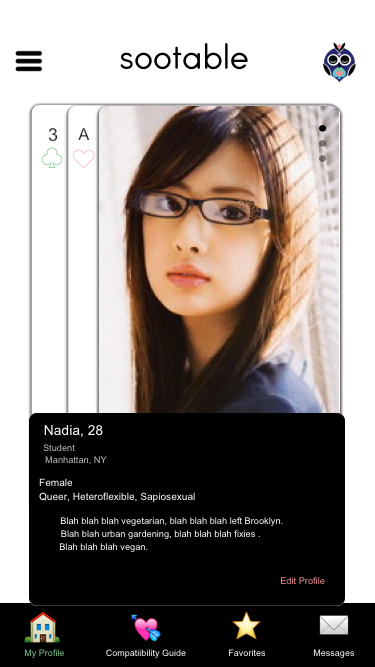 sootable
3 A
Nadia, 28
Student
Manhattan, NY
Female
Queer, Heteroflexible, Sapiosexual
Blah blah blah vegetarian, blah blah blah left Brooklyn.
Blah blah urban gardening, blah blah blah fixies .
Blah blah blah vegan.
Edit Profile
My Profile Compatiibility Guide Favorites Messages